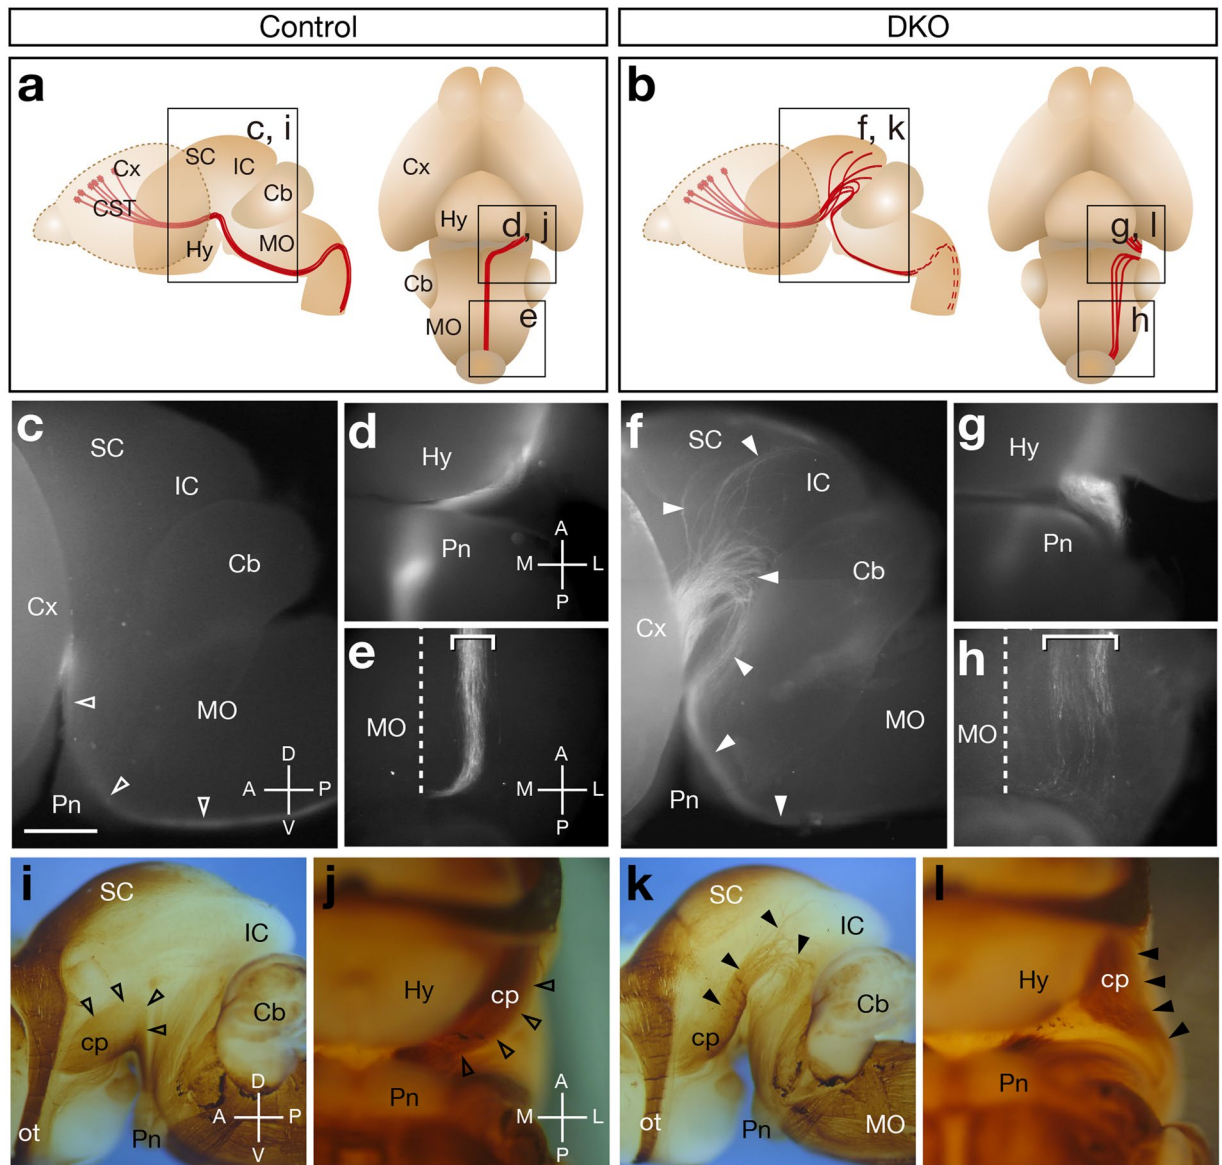 Control
DKO
a
c, i
SC
IC
Cx
Cb
CST
Hy
MO
Cx
Hy
d, j
Cb
MO
e
b
f, k
g, l
h
c
SC
IC
Cb
Cx
MO
Pn
D
A P
V
d
Hy
Pn
A
M L
P
e
MO
A
M L
P
f
SC
IC
Cb
Cx
MO
Pn
g
Hy
Pn
h
MO
i
SC
IC
Cb
cp
D
A P
V
ot
Pn
j
Hy
cp
Pn
A
M L
P
k
SC
IC
Cb
cp
ot
Pn
MO
l
Hy
cp
Pn